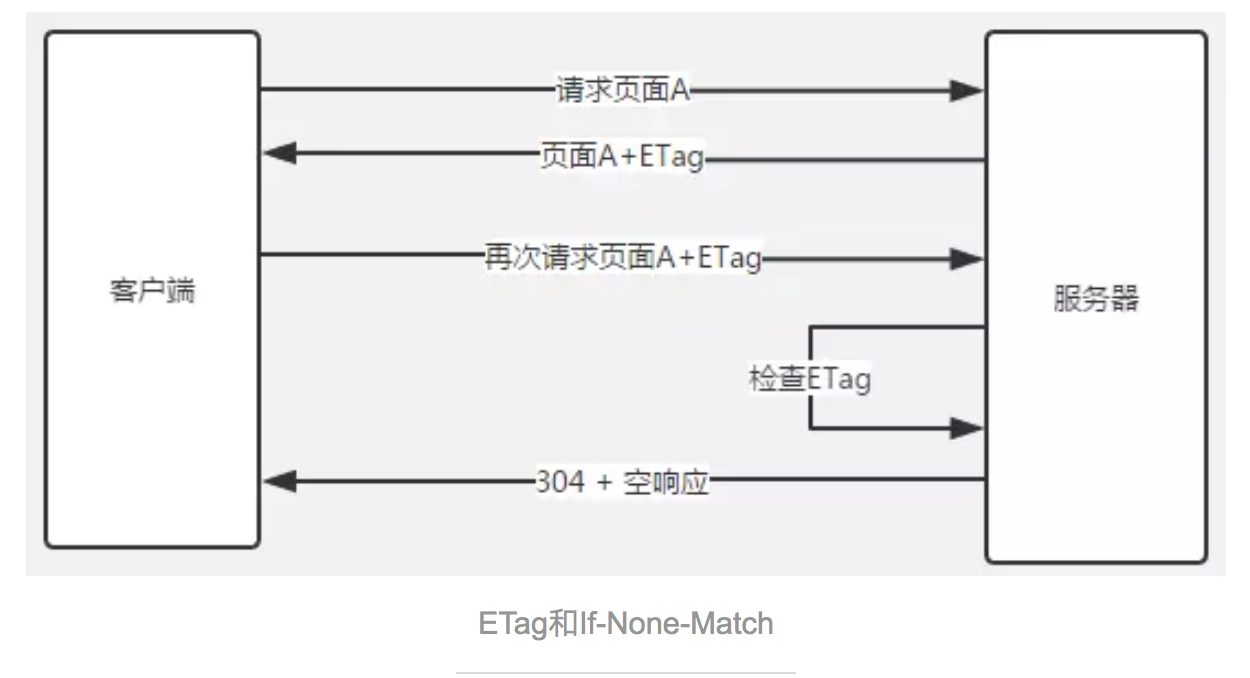 请求页面A
页面A+ETag
再次请求页面A+ETag
客户端
服务器
检查ETag
304 + 空响应
ETag和If-None-Match